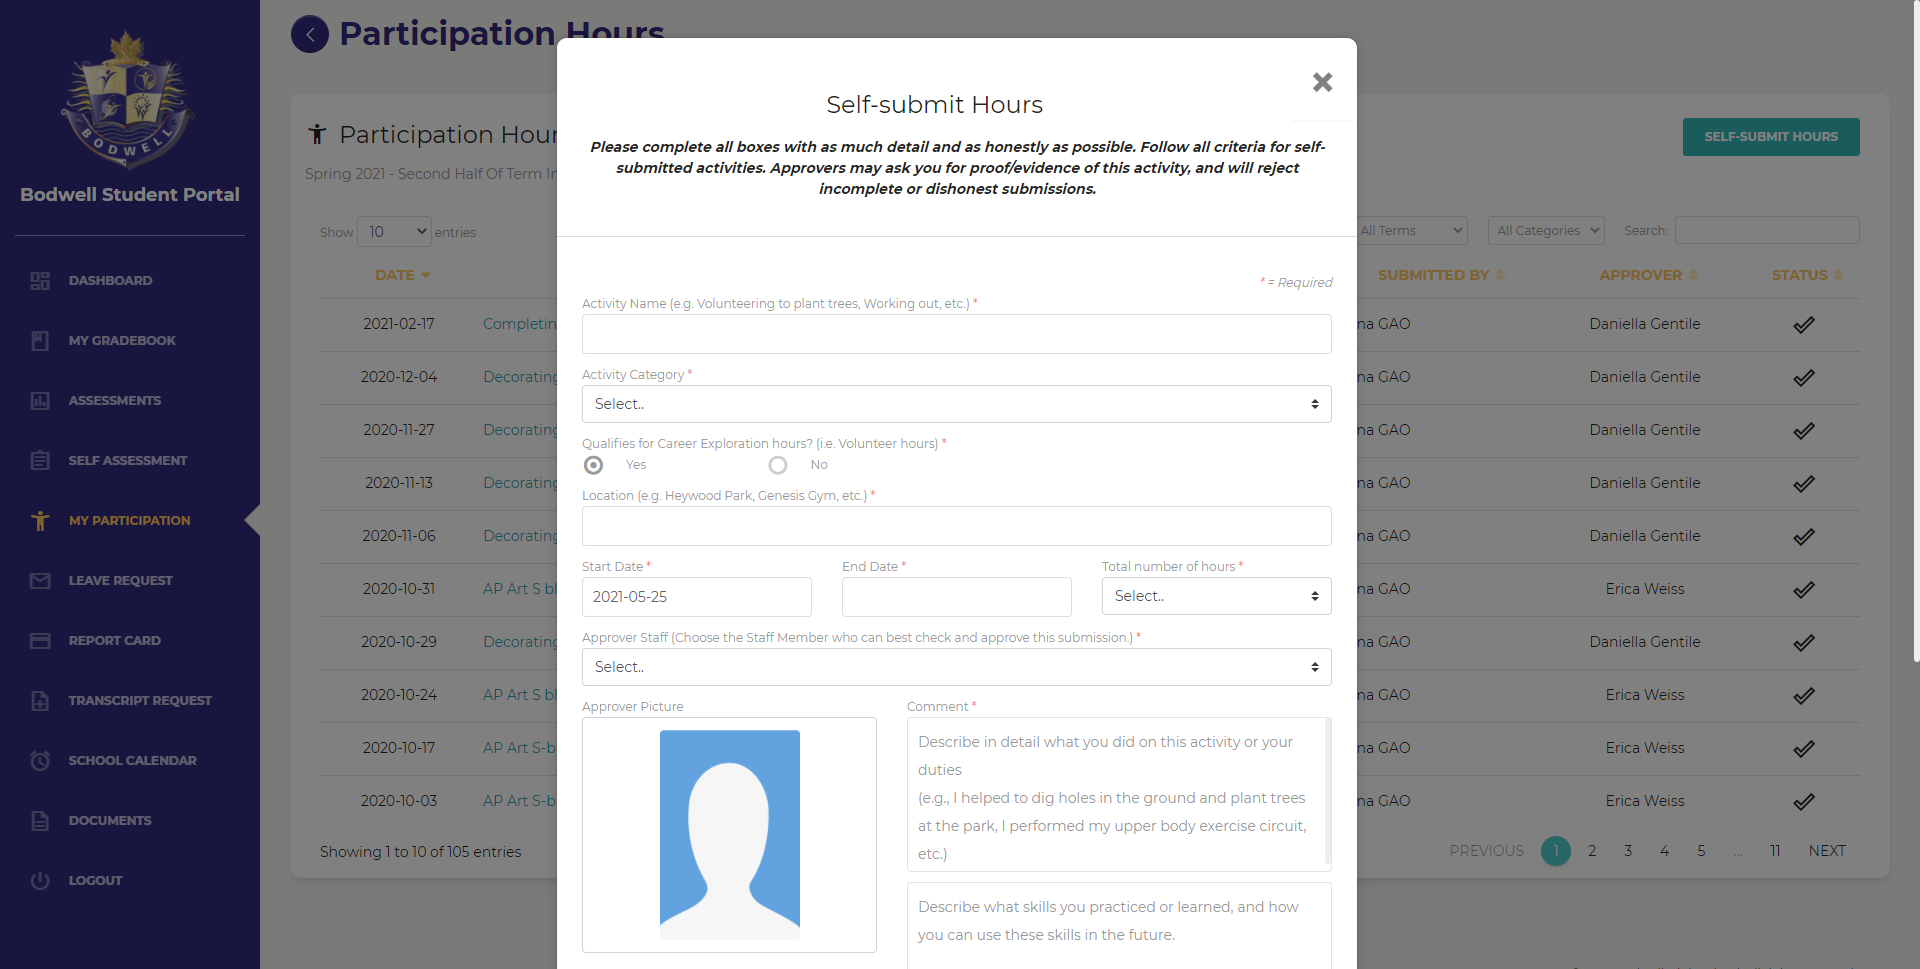 BODWELL
Bodwell Student Portal
DASHBOARD
MY GRADEBOOK
ASSESSMENTS
SELF ASSESSMENT
MY PARTICIPATION
LEAVE REQUEST
REPORT CARD
TRANSCRIPT REQUEST
SCHOOL CALENDAR
DOCUMENTS
LOGOUT
Participation Hours
Participation Hour
SELF-SUBMIT HOURS
Spring 2021 - Second Half Of Term In
Show 10 entries
All Terms All Categories Search:
DATE SUBMITTED BY APPROVER STATUS
2021-02-17 Completin na GAO Daniella Gentile
2020-12-04 Decorating na GAO Daniella Gentile
2020-11-27 Decorating na GAO Daniella Gentile
2020-11-13 Decorating na GAO Daniella Gentile
2020-11-06 Decorating na GAO Daniella Gentile
2020-10-31 AP Art S bl na GAO Erica Weiss
2020-10-29 Decorating na GAO Daniella Gentile
2020-10-24 AP Art S bl na GAO Erica Weiss
2020-10-17 AP Art S-b na GAO Erica Weiss
2020-10-03 AP Art S-b na GAO Erica Weiss
Showing 1 to 10 of 105 entries
PREVIOUS 1 2 3 4 5 ... 11 NEXT
Self-submit Hours
Please complete all boxes with as much detail and as honestly as possible. Follow all criteria for self-
submitted activities. Approvers may ask you for proof/evidence of this activity, and will reject
incomplete or dishonest submissions.
* = Required
Activity Name (e.g. Volunteering to plant trees, Working out, etc.) *
Activity Category *
Select..
Qualifies for Career Exploration hours? (i.e. Volunteer hours) *
Yes No
Location (e.g. Heywood Park, Genesis Gym, etc.) *
Start Date * End Date * Total number of hours *
2021-05-25 Select..
Approver Staff (Choose the Staff Member who can best check and approve this submission.) *
Select..
Approver Picture Comment *
Describe in detail what you did on this activity or your
duties
(e.g., I helped to dig holes in the ground and plant trees
at the park, I performed my upper body exercise circuit,
etc.)
Describe what skills you practiced or learned, and how
you can use these skills in the future.